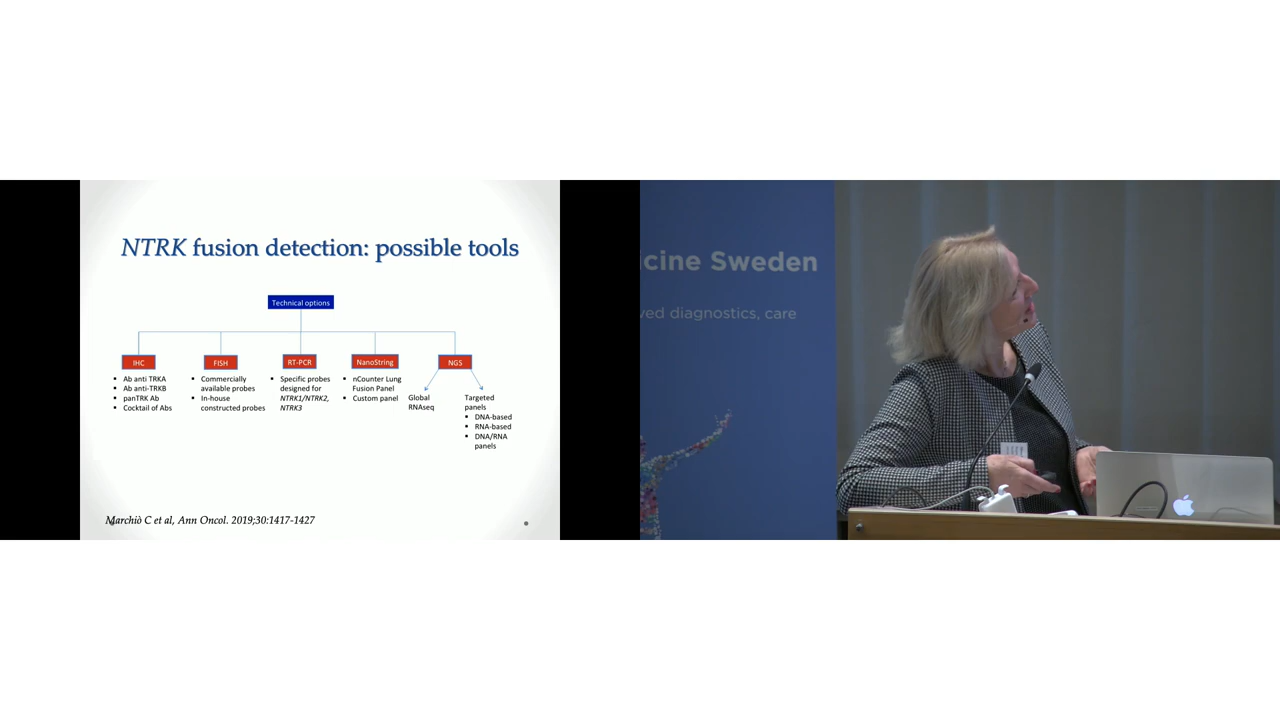 NTRK fusion detection: possible tools
Technical options
IHC
▪ Ab anti TRKA
▪ Ab anti-TRKB
▪ panTRK Ab
▪ Cocktail of Abs
FISH
▪ Commercially
available probes
▪ In-house
constructed probes
RT-PCR
▪ Specific probes
designed for
NTRK1/NTRK2,
NTRK3
NanoString
▪ nCounter Lung
Fusion Panel
▪ Custom panel
NGS
Global
RNAseq
Targeted
panels
▪ DNA-based
▪ RNA-based
▪ DNA/RNA
panels
Marchiò C et al, Ann Oncol. 2019;30:1417-1427
icine Sweden
ved diagnostics, care